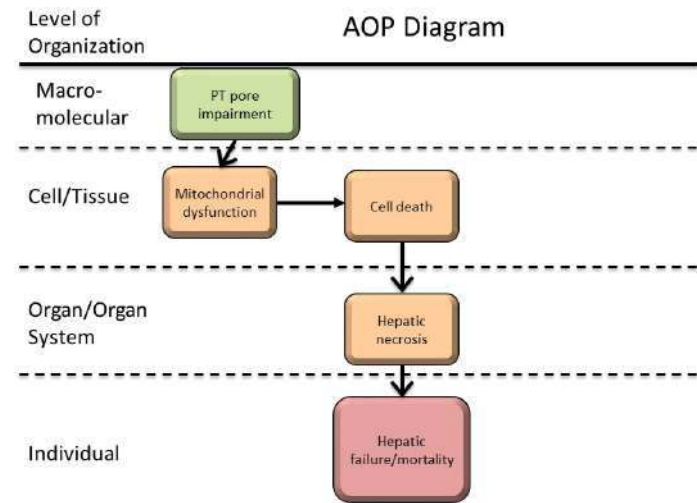 Level of
Organization
AOP Diagram
Macro-
molecular
PT pore
impairment
Cell/Tissue
Mitochondrial
dysfunction
Cell death
Organ/Organ
System
Hepatic
necrosis
Individual
Hepatic
failure/mortality